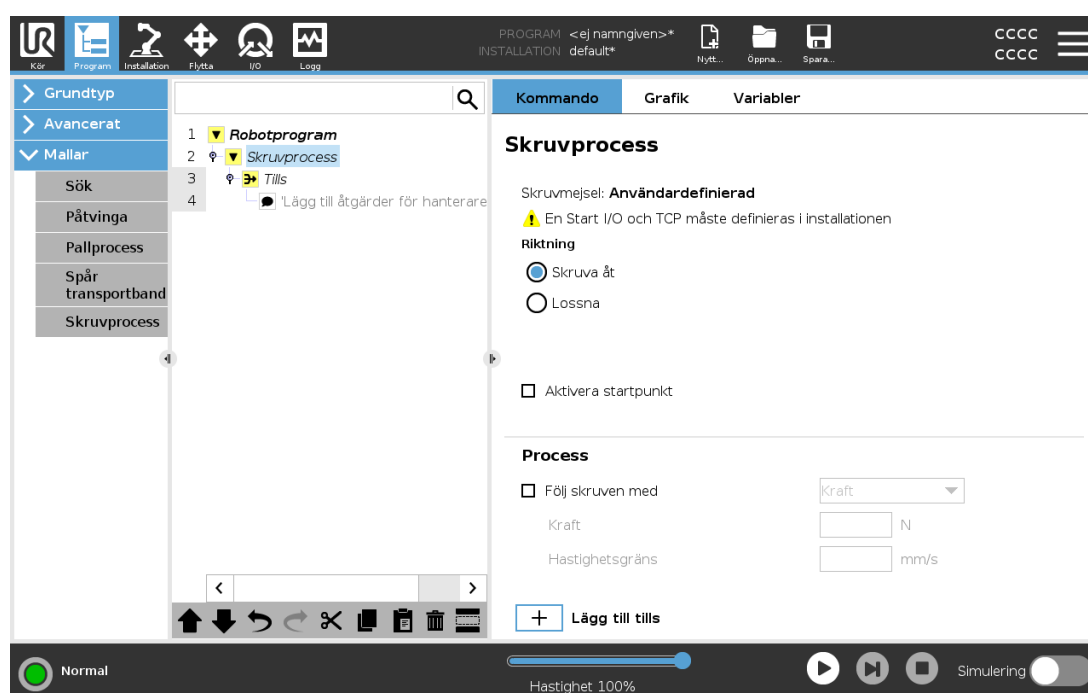 UR
PROGRAM <ej namngiven>*
INSTALLATION default*
Kör
Program
Installation
Flytta
I/O
Logg
Nytt...
Öppna...
Spara...
cccc
cccc
Grundtyp
Avancerat
Mallar
Sök
Påtvinga
Pallprocess
Spår
transportband
Skruvprocess
1 Robotprogram
2 Skruvprocess
3 Tills
4 'Lägg till åtgärder för hanterare
Kommando Grafik Variabler
Skruvprocess
Skruvmejsel: Användardefinierad
En Start I/O och TCP måste definieras i installationen
Riktning
Skruva åt
Lossna
Aktivera startpunkt
Process
Följ skruven med Kraft
Kraft N
Hastighetsgräns mm/s
+ Lägg till tills
Normal
Hastighet 100%
Simulering